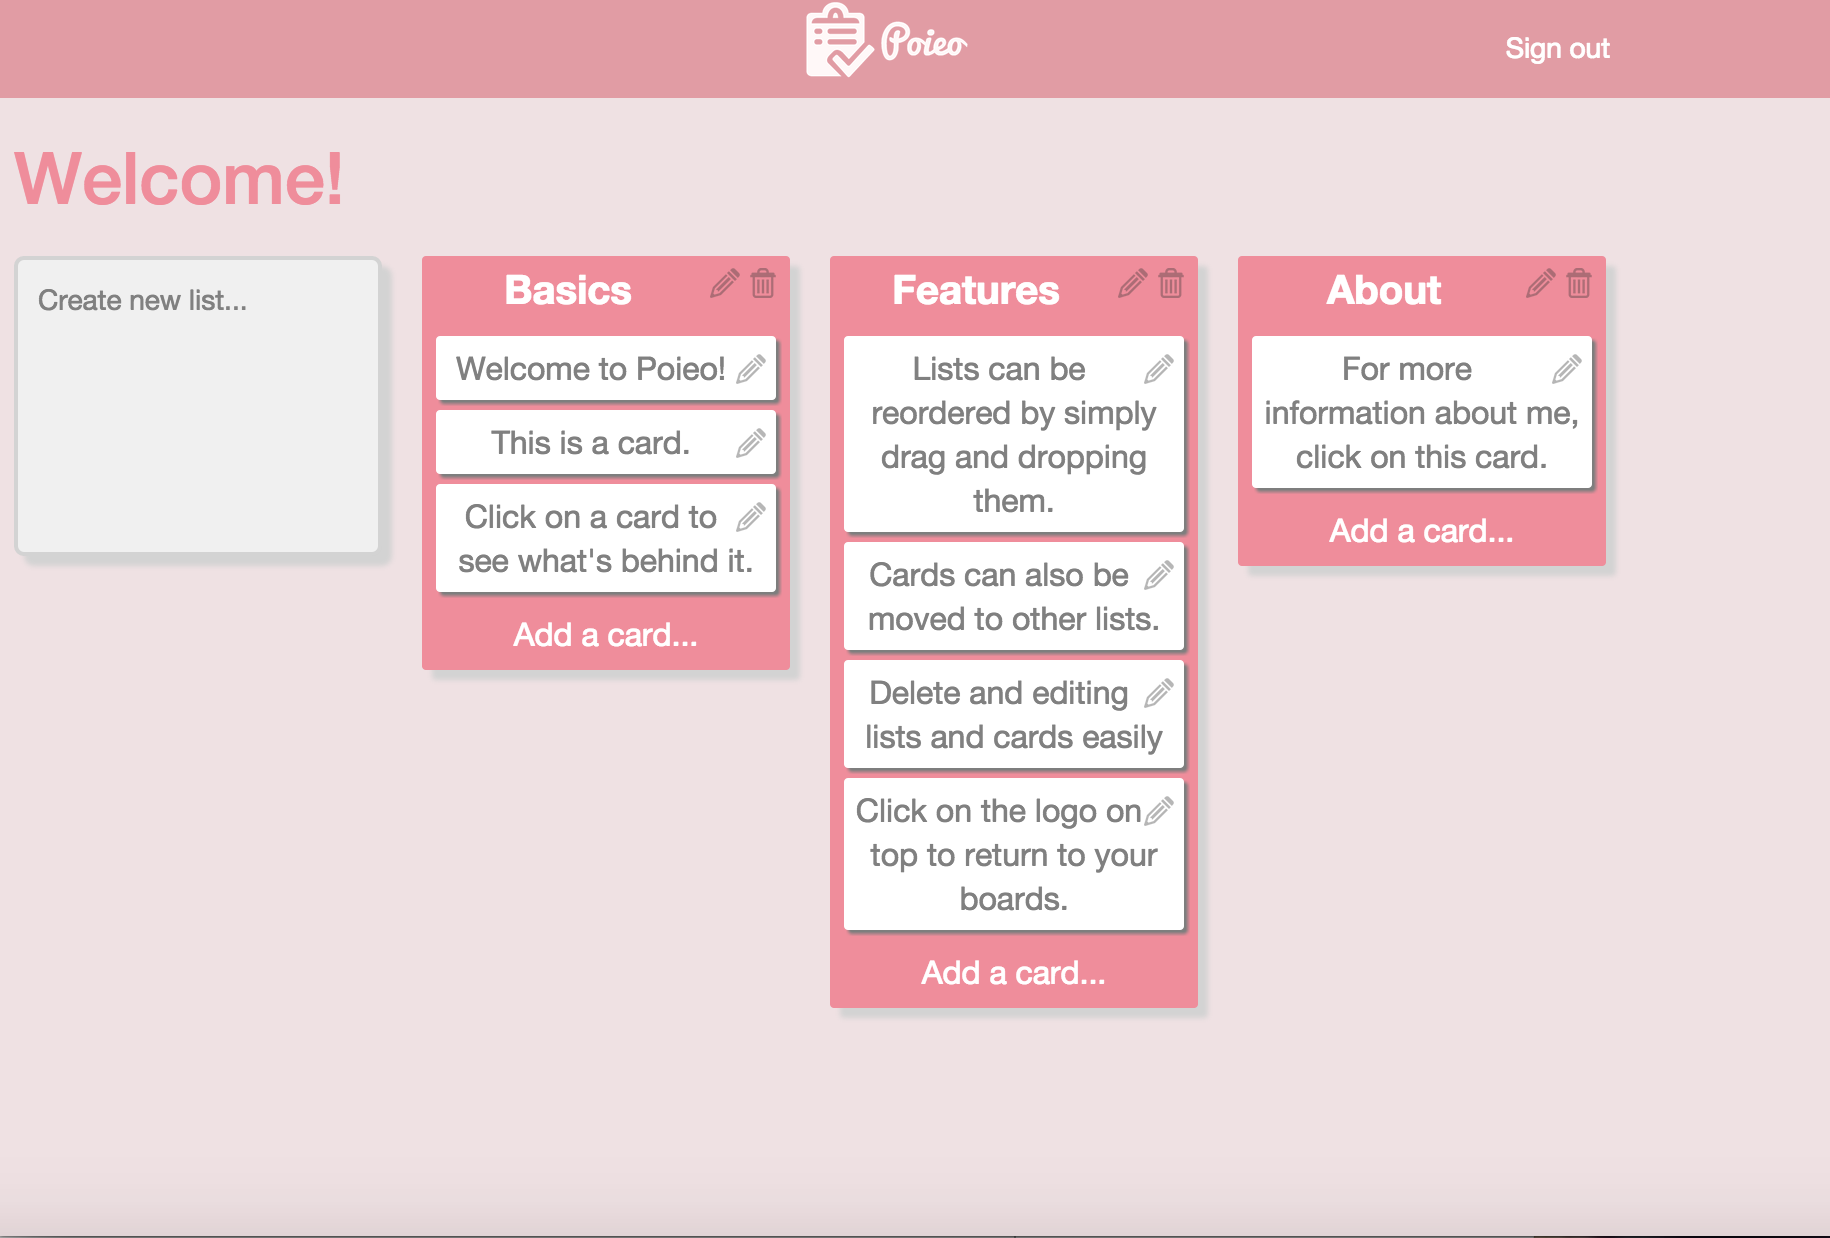 Poieo
Sign out
Welcome!
Create new list...
Basics
Welcome to Poieo!
This is a card.
Click on a card to
see what's behind it.
Add a card...
Features
Lists can be
reordered by simply
drag and dropping
them.
Cards can also be
moved to other lists.
Delete and editing
lists and cards easily
Click on the logo on
top to return to your
boards.
Add a card...
About
For more
information about me,
click on this card.
Add a card...